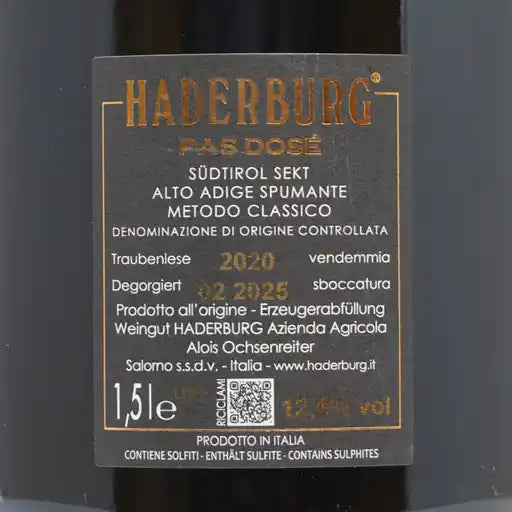 HADERBURG®
PAS DOSÉ
SÜDTIROL SEKT
ALTO ADIGE SPUMANTE
METODO CLASSICO
DENOMINAZIONE DI ORIGINE CONTROLLATA
Traubenlese 2020 vendemmia
Degorgiert 02 2025 sboccatura
Prodotto all'origine - Erzeugerabfüllung
Weingut HADERBURG Azienda Agricola
Alois Ochsenreiter
Salorno s.s.d.v. - Italia - www.haderburg.it
1,5 l e RICICLAMI vol
PRODOTTO IN ITALIA
CONTIENE SOLFITI - ENTHÄLT SULFITE - CONTAINS SULPHITES